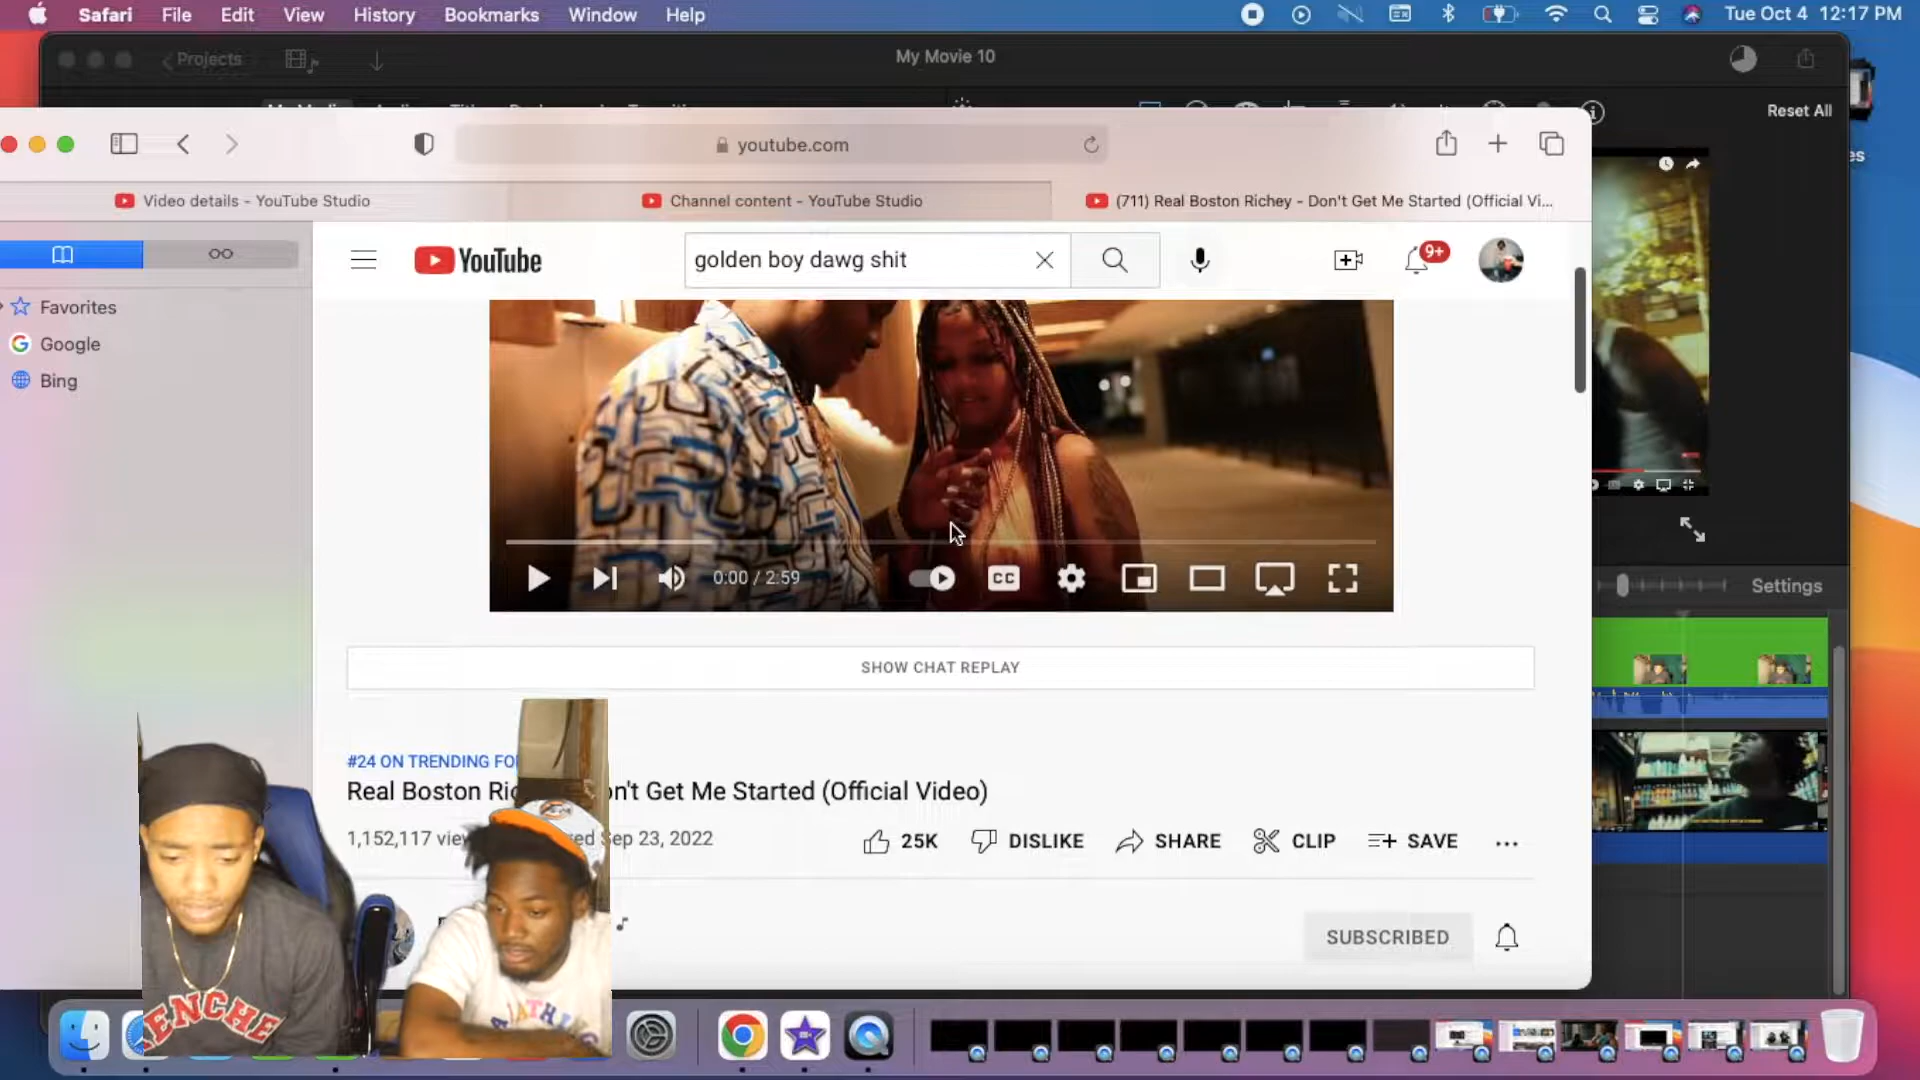 Safari File Edit View History Bookmarks Window Help
Tue Oct 4 12:17 PM
Projects
My Movie 10
Reset All
youtube.com
Video details - YouTube Studio
Channel content - YouTube Studio
(711) Real Boston Richey - Don't Get Me Started (Official Vi...
YouTube
golden boy dawg shit
9+
Favorites
Google
Bing
0:00 / 2:59
CC
Settings
SHOW CHAT REPLAY
#24 ON TRENDING FO
Real Boston Ri n't Get Me Started (Official Video)
1,152,117 vie ed Sep 23, 2022
25K
DISLIKE
SHARE
CLIP
SAVE
SUBSCRIBED
ENCHE